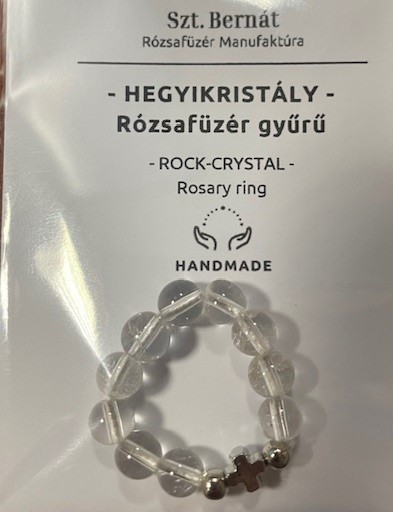 Szt. Bernát
Rózsafüzér Manufaktúra
- HEGYIKRISTÁLY -
Rózsafüzér gyűrű
- ROCK-CRYSTAL -
Rosary ring
HANDMADE